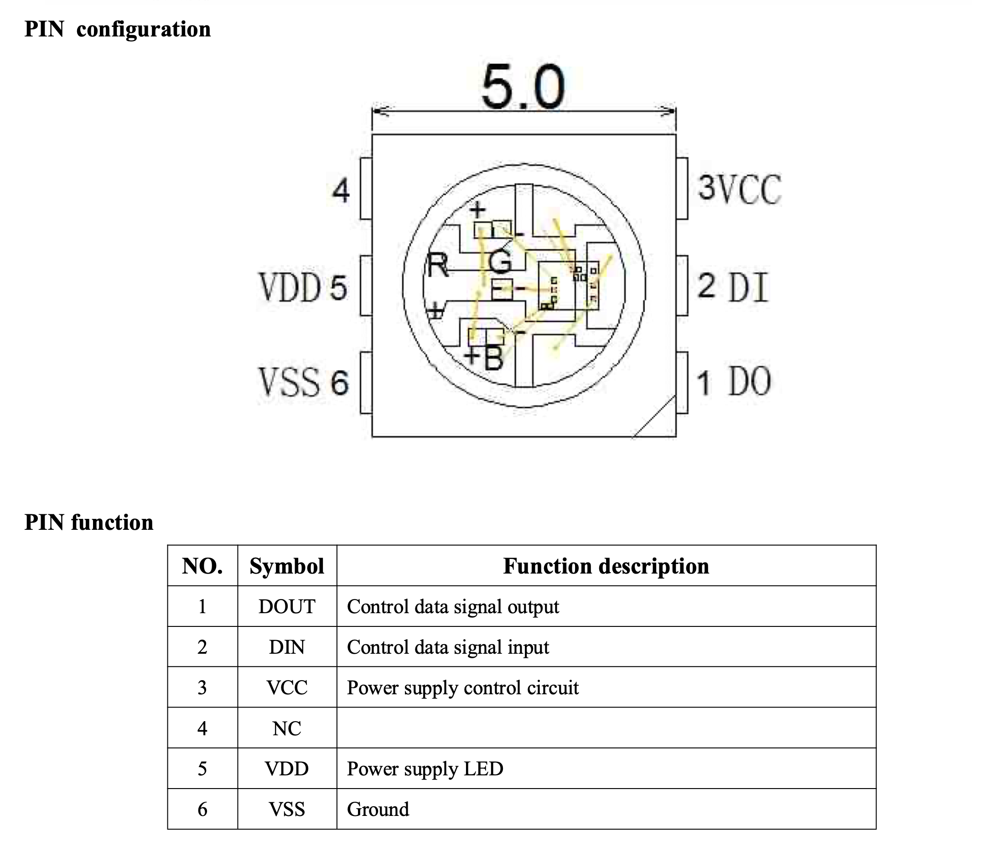 PIN configuration
5.0
4
3VCC
VDD 5
2 DI
VSS 6
1 DO
+
-
R
G
-
-
+
-
+B
PIN function
NO. Symbol Function description
1 DOUT Control data signal output
2 DIN Control data signal input
3 VCC Power supply control circuit
4 NC
5 VDD Power supply LED
6 VSS Ground